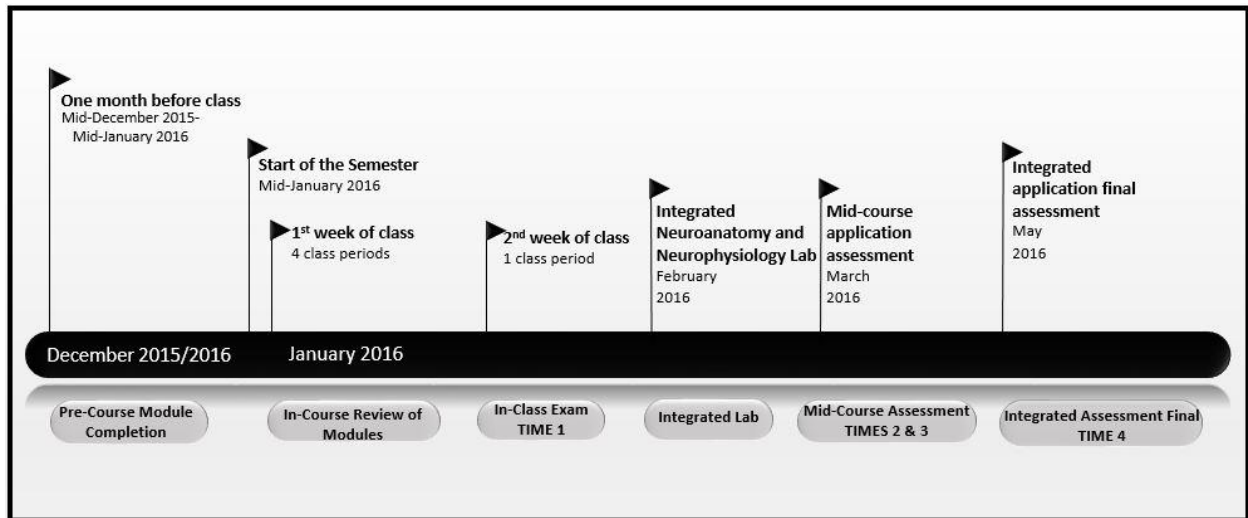 One month before class
Mid-December 2015-
Mid-January 2016
Start of the Semester
Mid-January 2016
1st week of class
4 class periods
2nd week of class
1 class period
Integrated
Neuroanatomy and
Neurophysiology Lab
February
2016
Mid-course
application
assessment
March
2016
Integrated
application final
assessment
May
2016
December 2015/2016
January 2016
Pre-Course Module
Completion
In-Course Review of
Modules
In-Class Exam
TIME 1
Integrated Lab
Mid-Course Assessment
TIMES 2 & 3
Integrated Assessment Final
TIME 4